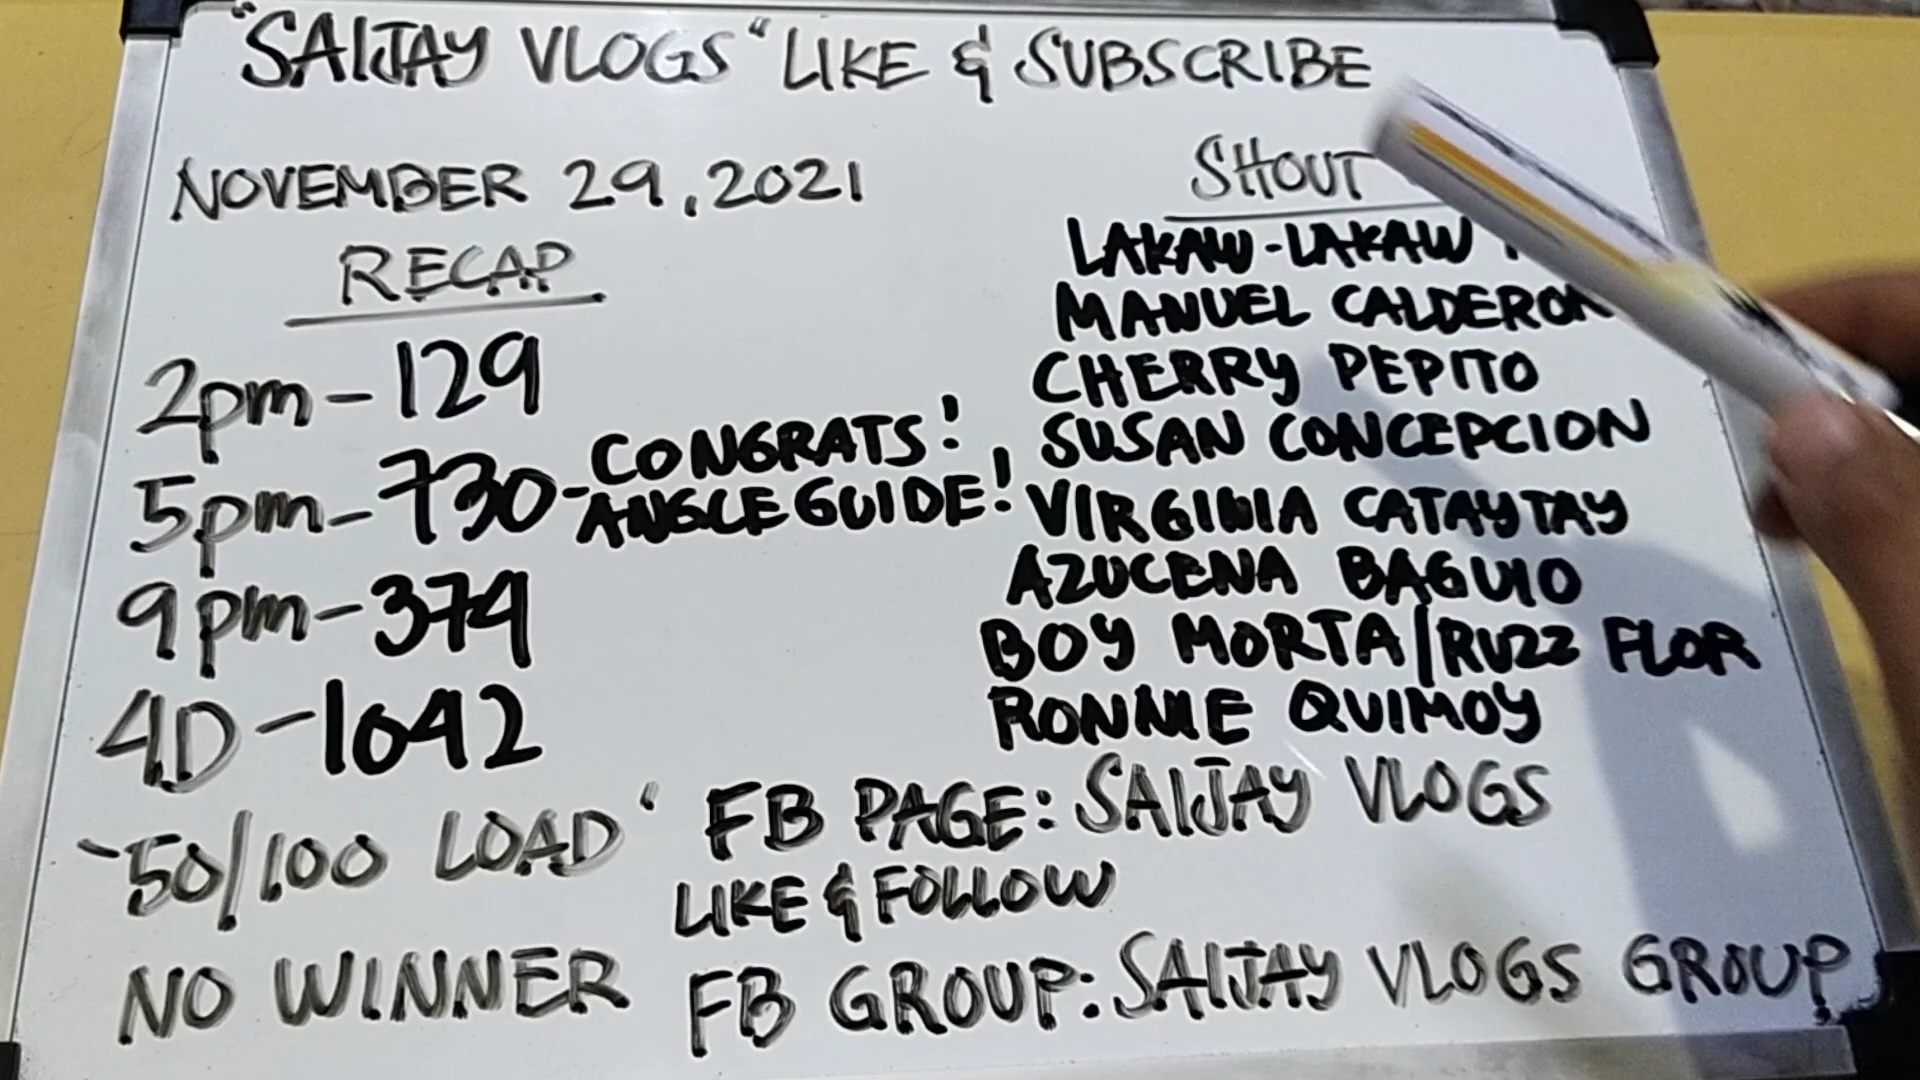 "SAIJAY VLOGS" LIKE & SUBSCRIBE
NOVEMBER 29, 2021
RECAP
2pm - 129
5pm - 730 - CONGRATS!
ANGLE GUIDE!
9pm - 374
4D - 1042
"50/100 LOAD"
NO WINNER
SHOUT
LAKAW-LAKAW
MANUEL CALDERON
CHERRY PEPITO
SUSAN CONCEPCION
VIRGINIA CATAYTAY
AZUCENA BAGUIO
BOY MORTA/RUZZ FLOR
RONNIE QUIMOY
FB PAGE: SAIJAY VLOGS
LIKE & FOLLOW
FB GROUP: SAIJAY VLOGS GROUP